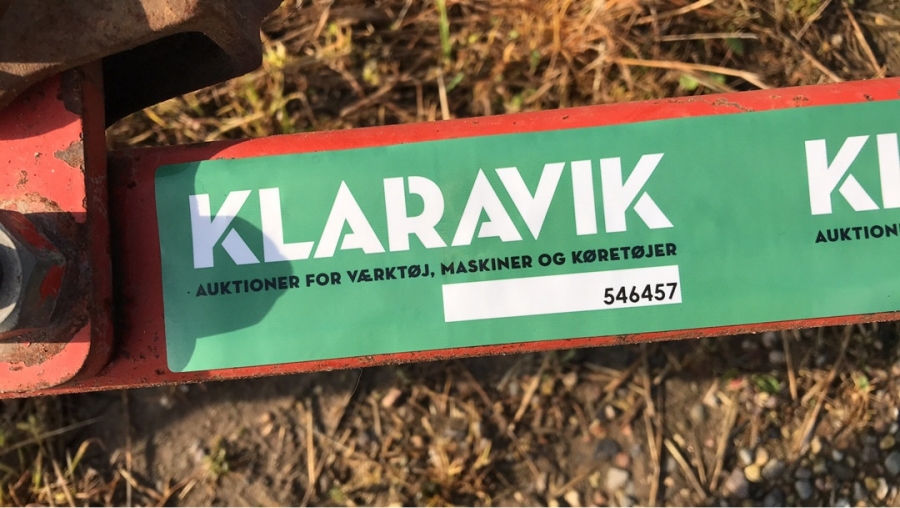 KLARAVIK
AUKTIONER FOR VÆRKTØJ, MASKINER OG KØRETØJER
546457